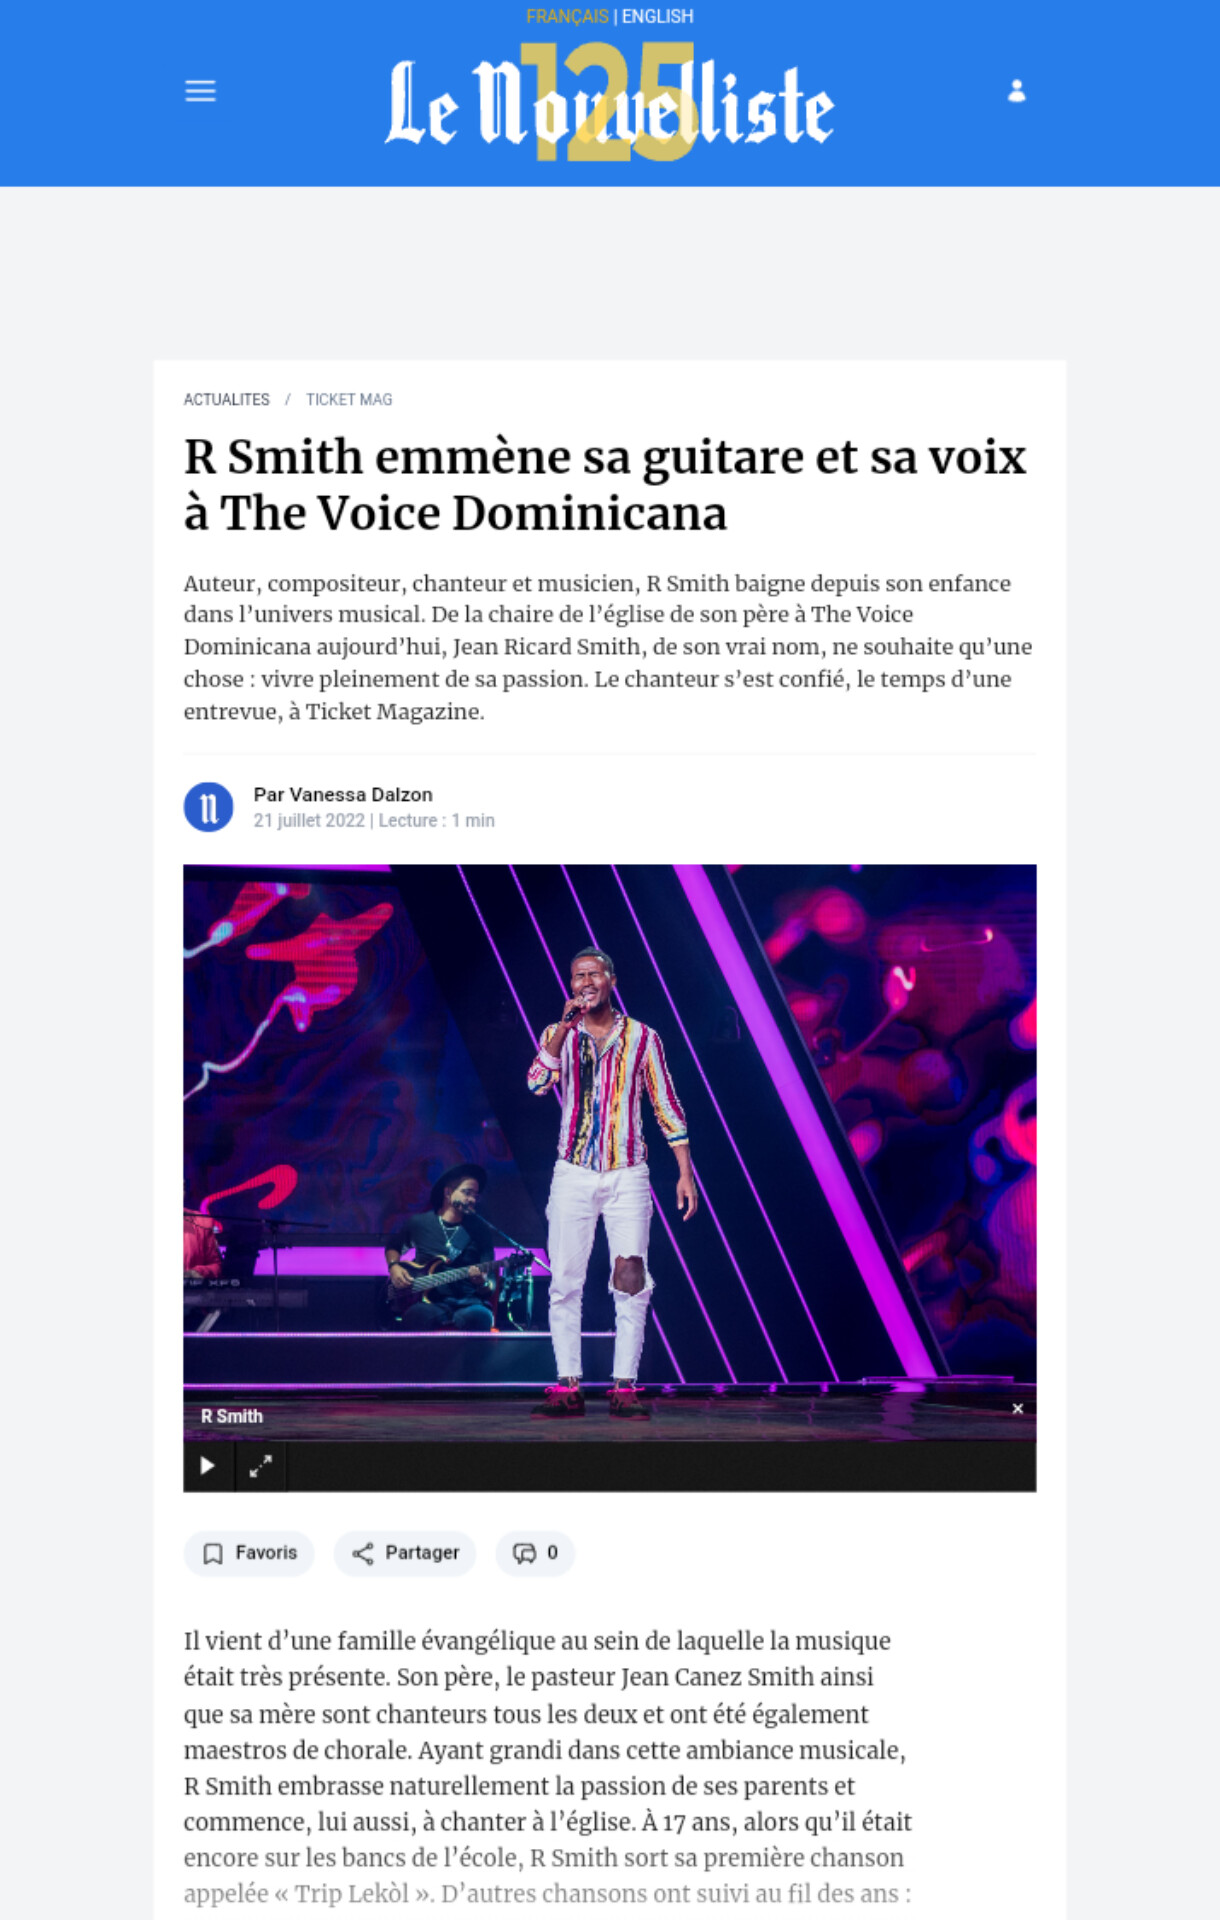 FRANÇAIS | ENGLISH
125
Le Nouvelliste
ACTUALITES / TICKET MAG
R Smith emmène sa guitare et sa voix
à The Voice Dominicana
Auteur, compositeur, chanteur et musicien, R Smith baigne depuis son enfance
dans l’univers musical. De la chaire de l’église de son père à The Voice
Dominicana aujourd’hui, Jean Ricard Smith, de son vrai nom, ne souhaite qu’une
chose : vivre pleinement de sa passion. Le chanteur s’est confié, le temps d’une
entrevue, à Ticket Magazine.
Par Vanessa Dalzon
21 juillet 2022 | Lecture : 1 min
R Smith
Favoris
Partager
0
Il vient d’une famille évangélique au sein de laquelle la musique
était très présente. Son père, le pasteur Jean Canez Smith ainsi
que sa mère sont chanteurs tous les deux et ont été également
maestros de chorale. Ayant grandi dans cette ambiance musicale,
R Smith embrasse naturellement la passion de ses parents et
commence, lui aussi, à chanter à l’église. À 17 ans, alors qu’il était
encore sur les bancs de l’école, R Smith sort sa première chanson
appelée « Trip Lekòl ». D’autres chansons ont suivi au fil des ans :